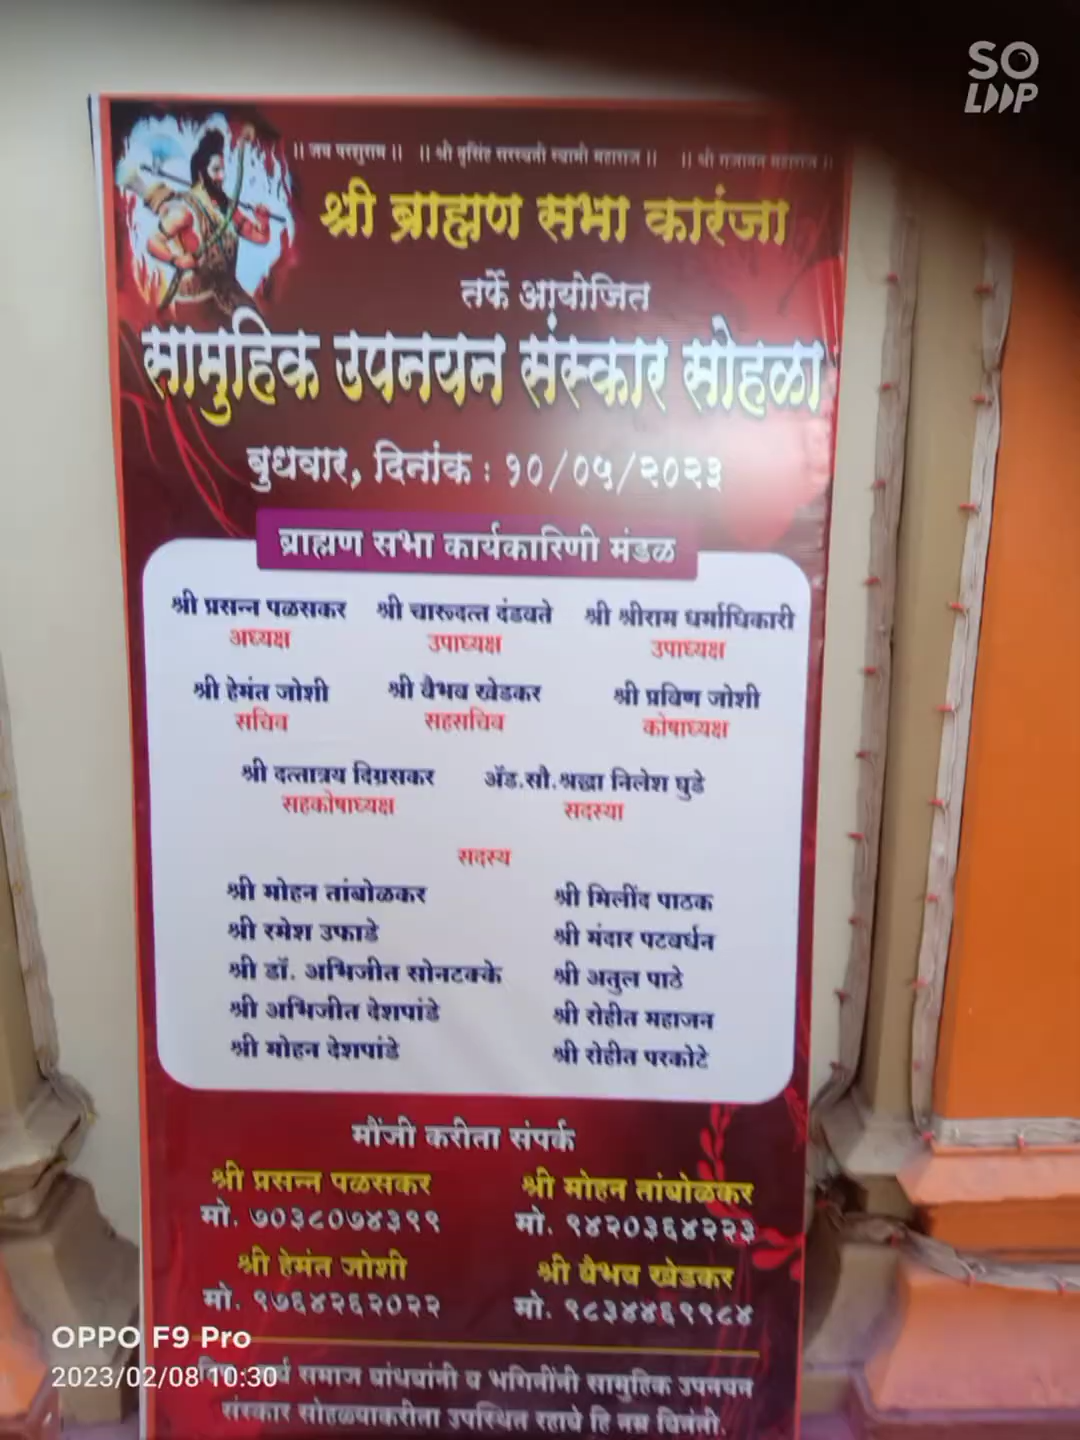 SO
LOOP
|| जय परशुराम || || श्री नृसिंह सरस्वती स्वामी महाराज || || श्री गजानन महाराज ||
श्री ब्राह्मण सभा कारंजा
तर्फे आयोजित
सामुहिक उपनयन संस्कार सोहळा
बुधवार, दिनांक : १०/०५/२०२३
ब्राह्मण सभा कार्यकारिणी मंडळ
श्री प्रसन्न पळसकर श्री चारूदत्त दंडवते श्री श्रीराम धर्माधिकारी
अध्यक्ष उपाध्यक्ष उपाध्यक्ष
श्री हेमंत जोशी श्री वैभव खेडकर श्री प्रविण जोशी
सचिव सहसचिव कोषाध्यक्ष
श्री दत्तात्रय दिग्रसकर ॲड.सौ.श्रद्धा निलेश घुडे
सहकोषाध्यक्ष सदस्या
सदस्य
श्री मोहन तांबोळकर श्री मिलींद पाठक
श्री रमेश उफाडे श्री मंदार पटवर्धन
श्री डॉ. अभिजीत सोनटक्के श्री अतुल पाठे
श्री अभिजीत देशपांडे श्री रोहीत महाजन
श्री मोहन देशपांडे श्री रोहीत परकोटे
मौंजी करीता संपर्क
श्री प्रसन्न पळसकर श्री मोहन तांबोळकर
मो. ७०३८०७४३९९ मो. ९४२०३६४२२३
श्री हेमंत जोशी श्री वैभव खेडकर
मो. ९७६४२६२०२२ मो. ९८३४४६९९८४
समाज बांधवांनी व भगिनींनी सामुहिक उपनयन
संस्कार सोहळ्याकरीता उपस्थित रहावे हि नम्र विनंती.
OPPO F9 Pro
2023/02/08 10:30